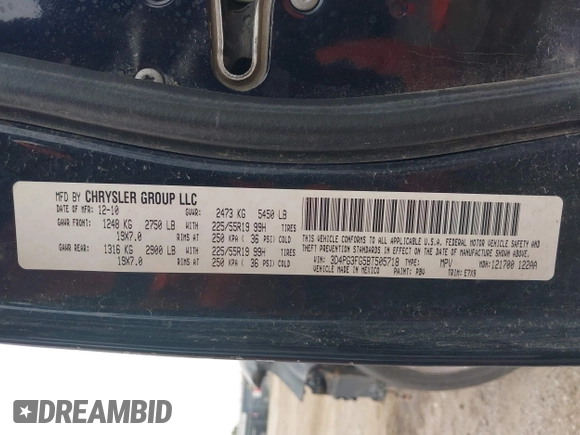 MFD BY CHRYSLER GROUP LLC
DATE OF MFR: 12-10 GVWR: 2473 KG 5450 LB
GAWR FRONT: 1248 KG 2750 LB WITH 225/55R19 99H TIRES
19X7.0 RIMS AT 250 KPA ( 36 PSI) COLD
GAWR REAR: 1316 KG 2900 LB WITH 225/55R19 99H TIRES
19X7.0 RIMS AT 250 KPA ( 36 PSI) COLD
THIS VEHICLE CONFORMS TO ALL APPLICABLE U.S.A. FEDERAL MOTOR VEHICLE SAFETY AND
THEFT PREVENTION STANDARDS IN EFFECT ON THE DATE OF MANUFACTURE SHOWN ABOVE.
VIN: 3D4PG3FG5BT505718 TYPE: MPV MDH: 121700 122AA
VEHICLE MADE IN MEXICO PAINT: PBV TRIM: E7X9
DREAMBID